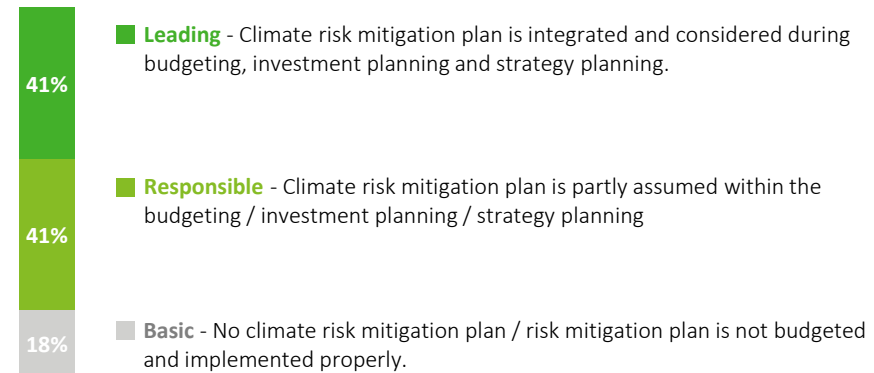 Leading - Climate risk mitigation plan is integrated and considered during
budgeting, investment planning and strategy planning.
41%
Responsible - Climate risk mitigation plan is partly assumed within the
budgeting / investment planning / strategy planning
41%
Basic - No climate risk mitigation plan / risk mitigation plan is not budgeted
18%
and implemented properly.